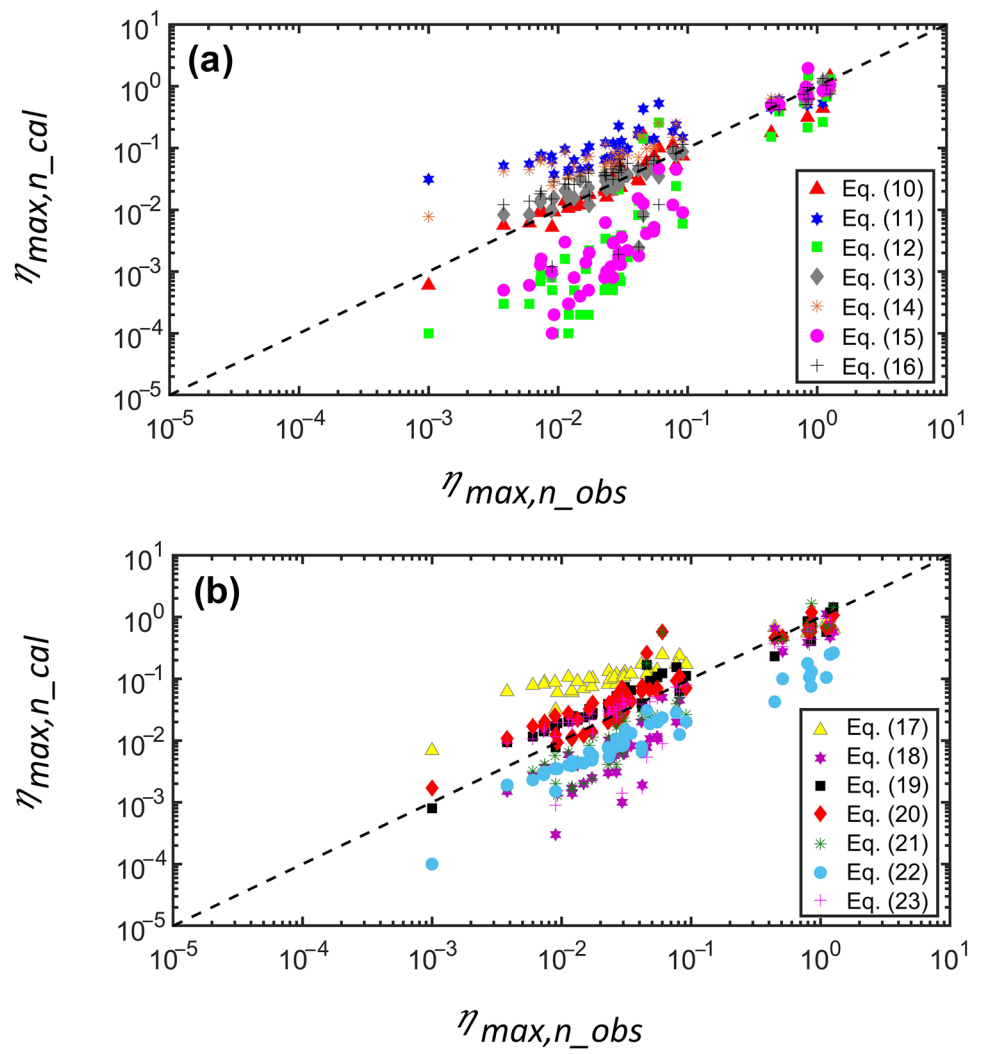 (a)
η max,n_cal
10^1
10^0
10^–1
10^–2
10^–3
10^–4
10^–5
Eq. (10)
Eq. (11)
Eq. (12)
Eq. (13)
Eq. (14)
Eq. (15)
Eq. (16)
10^–5 10^–4 10^–3 10^–2 10^–1 10^0 10^1
η max,n_obs
(b)
η max,n_cal
10^1
10^0
10^–1
10^–2
10^–3
10^–4
10^–5
Eq. (17)
Eq. (18)
Eq. (19)
Eq. (20)
Eq. (21)
Eq. (22)
Eq. (23)
10^–5 10^–4 10^–3 10^–2 10^–1 10^0 10^1
η max,n_obs